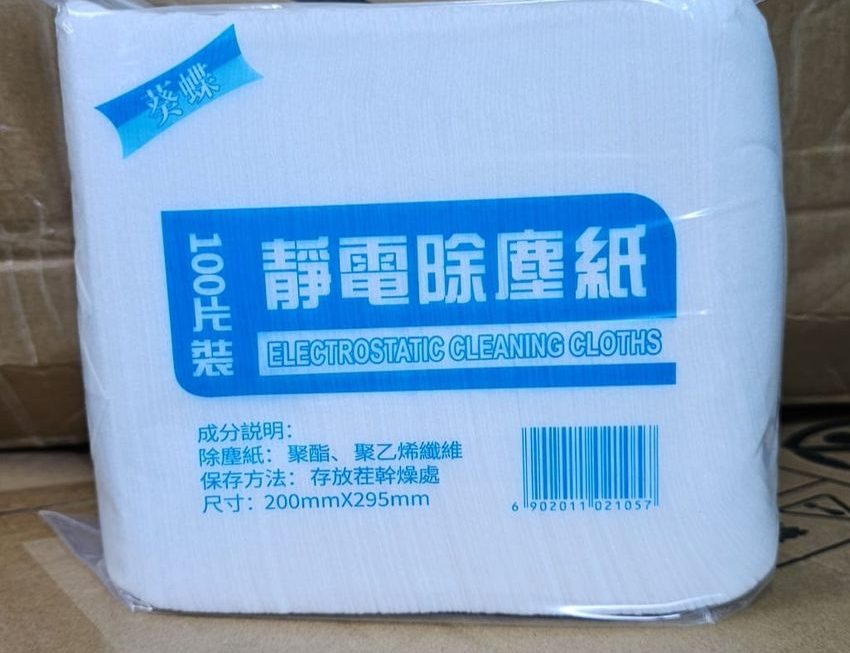 葵蝶
100片裝
靜電除塵紙
ELECTROSTATIC CLEANING CLOTHS
成分説明：
除塵紙：聚酯、聚乙烯纖維
保存方法：存放茬幹燥處
尺寸：200mmX295mm
6 902011 021057